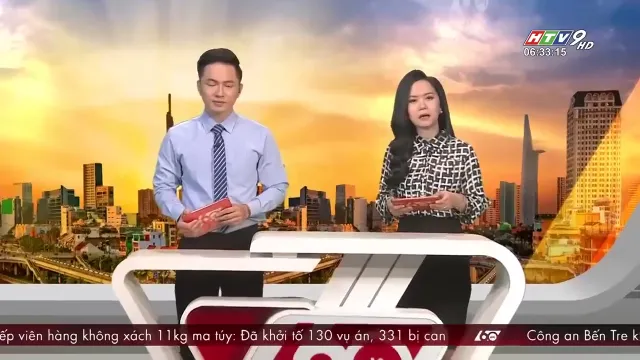 HTV9 HD
06:33:15
ếp viên hàng không xách 11kg ma túy: Đã khởi tố 130 vụ án, 331 bị can 60 Công an Bến Tre k